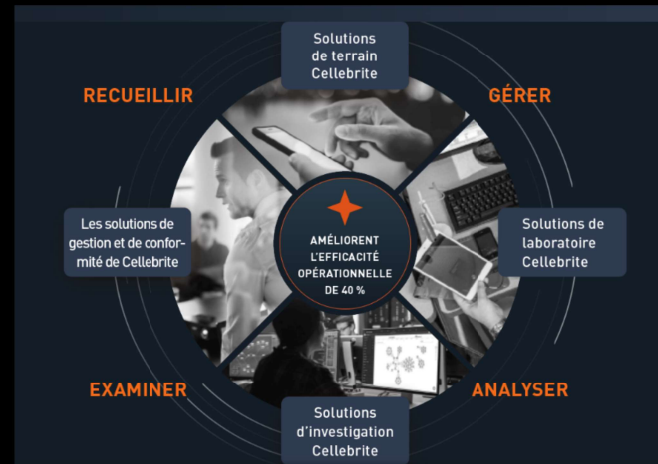 Solutions
de terrain
Cellebrite
RECUEILLIR
GÉRER
Les solutions de
gestion et de confor-
mité de Cellebrite
AMÉLIORENT
L'EFFICACITÉ
OPÉRATIONNELLE
DE 40 %
Solutions de
laboratoire
Cellebrite
EXAMINER
ANALYSER
Solutions
d'investigation
Cellebrite